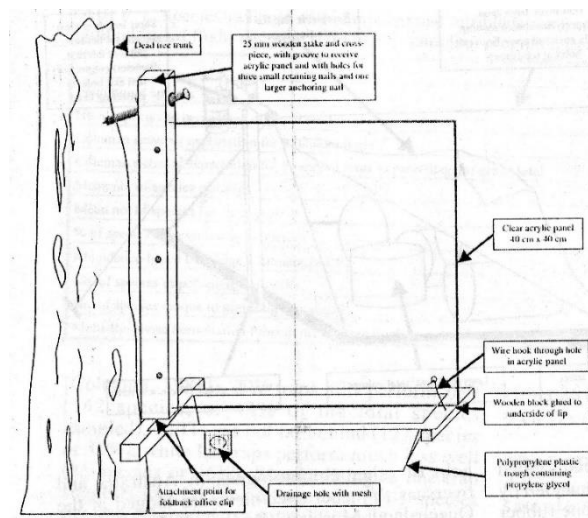 Dead tree trunk
25 mm wooden stake and cross-
piece, with groove to receive
acrylic panel and with holes for
three small retaining nails and one
larger anchoring nail
Clear acrylic panel
40 cm x 40 cm
Wire hook through hole
in acrylic panel
Wooden block glued to
underside of lip
Polypropylene plastic
trough containing
propylene glycol
Attachment point for
foldback office clip
Drainage hole with mesh